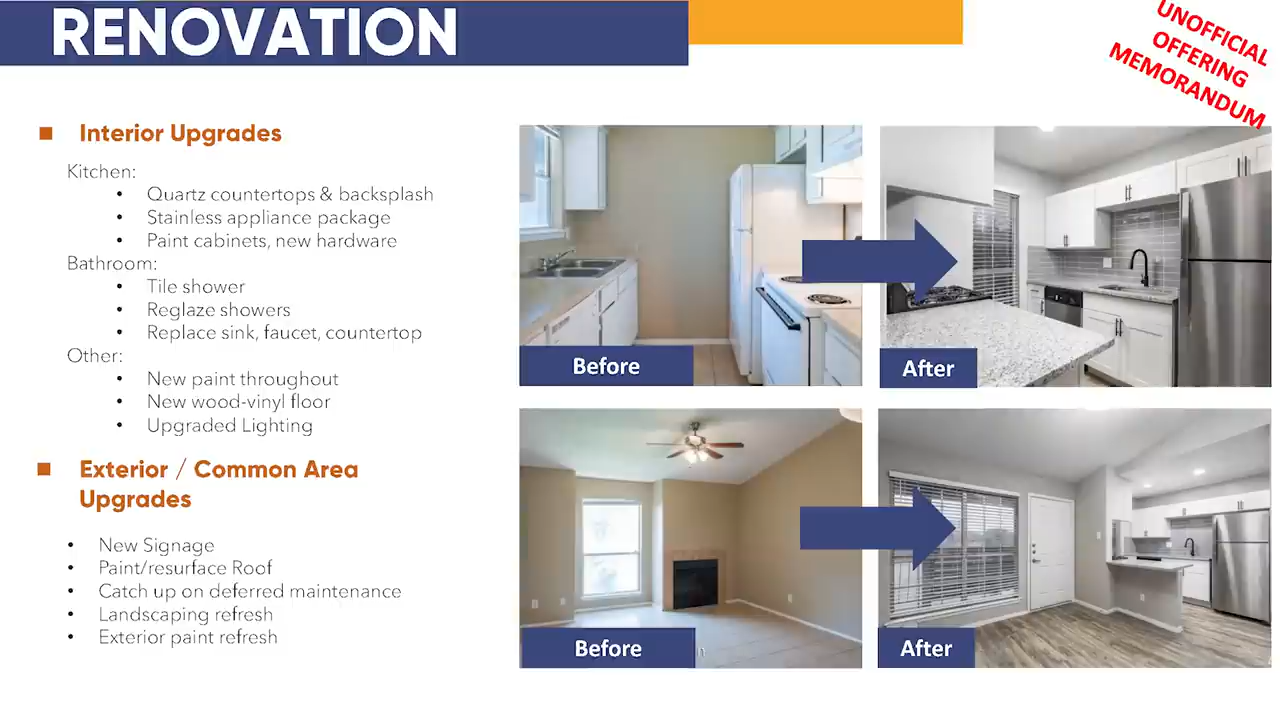 RENOVATION
UNOFFICIAL
OFFERING
MEMORANDUM
■ Interior Upgrades
Kitchen:
• Quartz countertops & backsplash
• Stainless appliance package
• Paint cabinets, new hardware
Bathroom:
• Tile shower
• Reglaze showers
• Replace sink, faucet, countertop
Other:
• New paint throughout
• New wood-vinyl floor
• Upgraded Lighting
■ Exterior / Common Area
Upgrades
• New Signage
• Paint/resurface Roof
• Catch up on deferred maintenance
• Landscaping refresh
• Exterior paint refresh
Before
After
Before
After